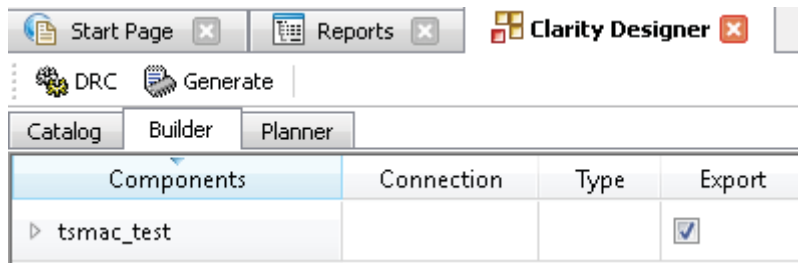 Start Page Reports Clarity Designer
DRC Generate
Catalog Builder Planner
Components Connection Type Export
tsmac_test